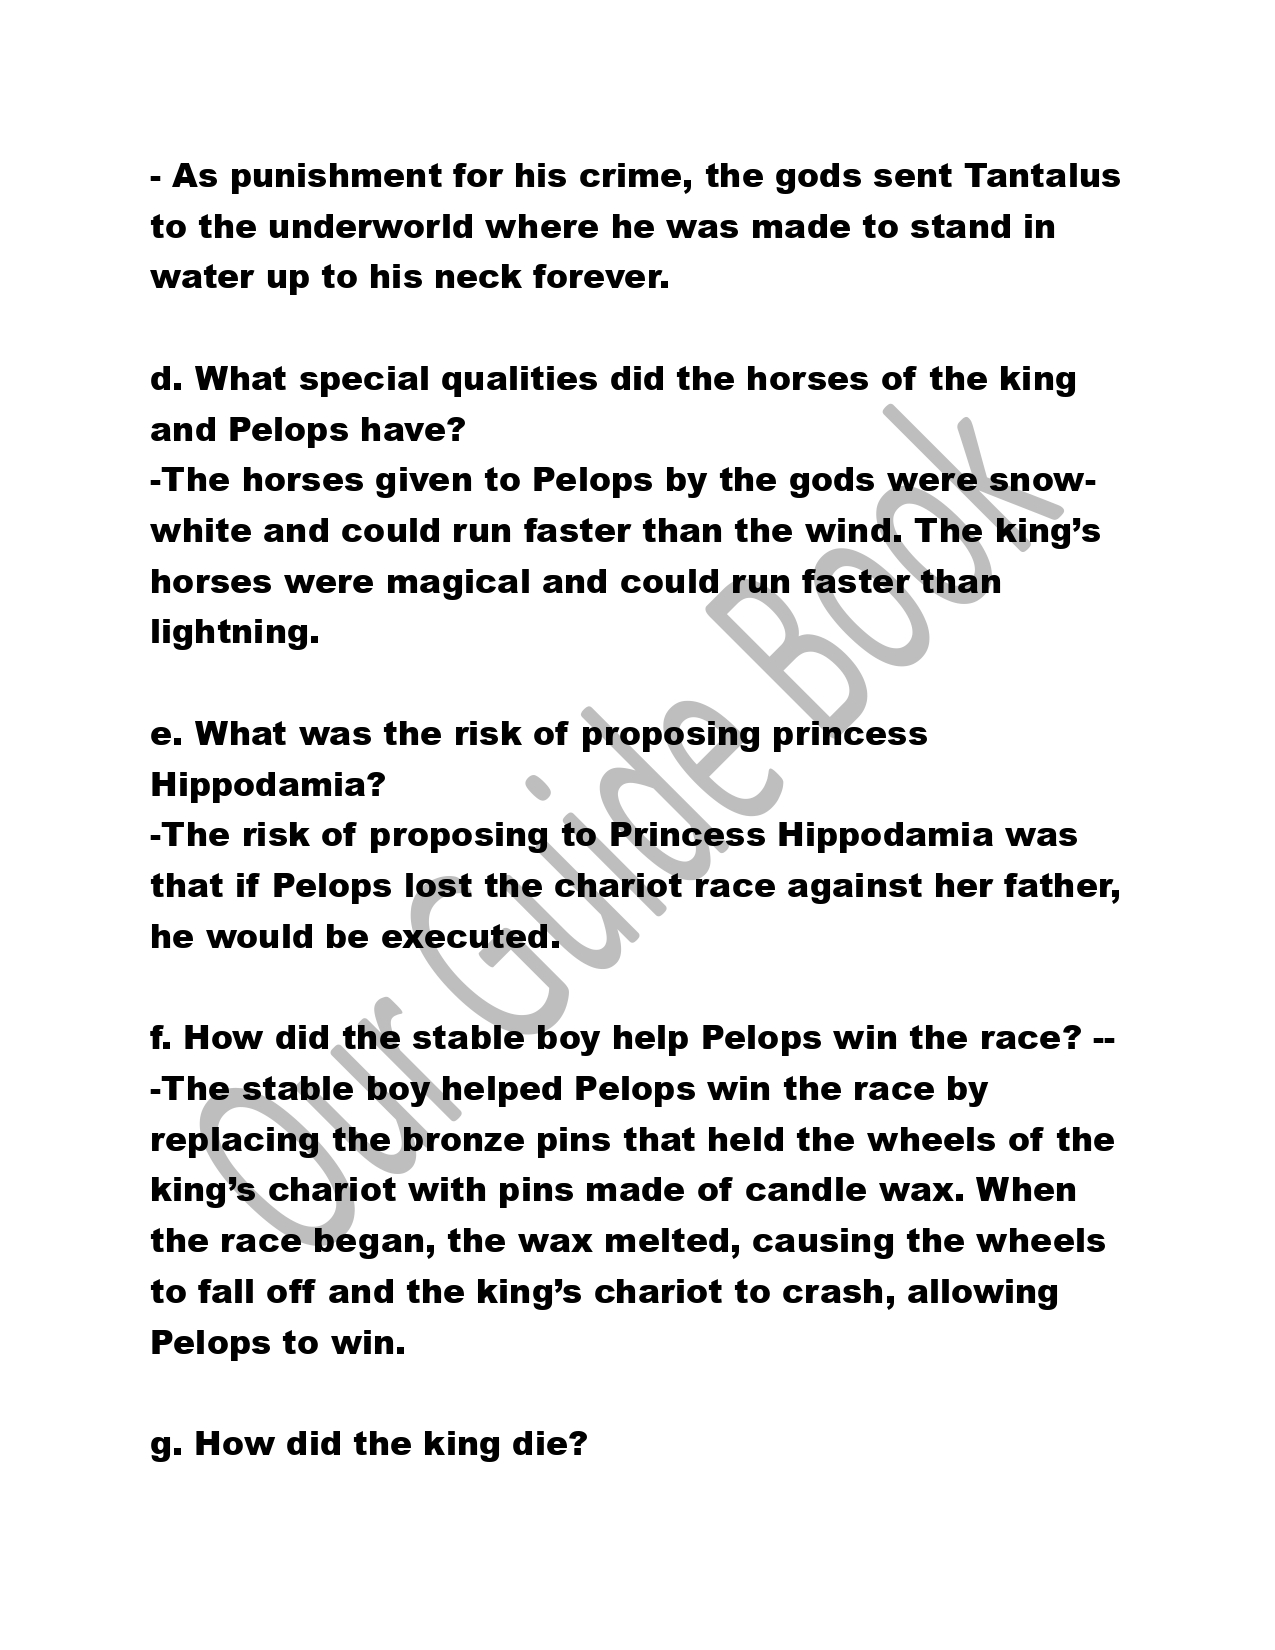 - As punishment for his crime, the gods sent Tantalus
to the underworld where he was made to stand in
water up to his neck forever.
d. What special qualities did the horses of the king
and Pelops have?
-The horses given to Pelops by the gods were snow-
white and could run faster than the wind. The king’s
horses were magical and could run faster than
lightning.
e. What was the risk of proposing princess
Hippodamia?
-The risk of proposing to Princess Hippodamia was
that if Pelops lost the chariot race against her father,
he would be executed.
f. How did the stable boy help Pelops win the race? --
-The stable boy helped Pelops win the race by
replacing the bronze pins that held the wheels of the
king’s chariot with pins made of candle wax. When
the race began, the wax melted, causing the wheels
to fall off and the king’s chariot to crash, allowing
Pelops to win.
g. How did the king die?
Our Guide Book